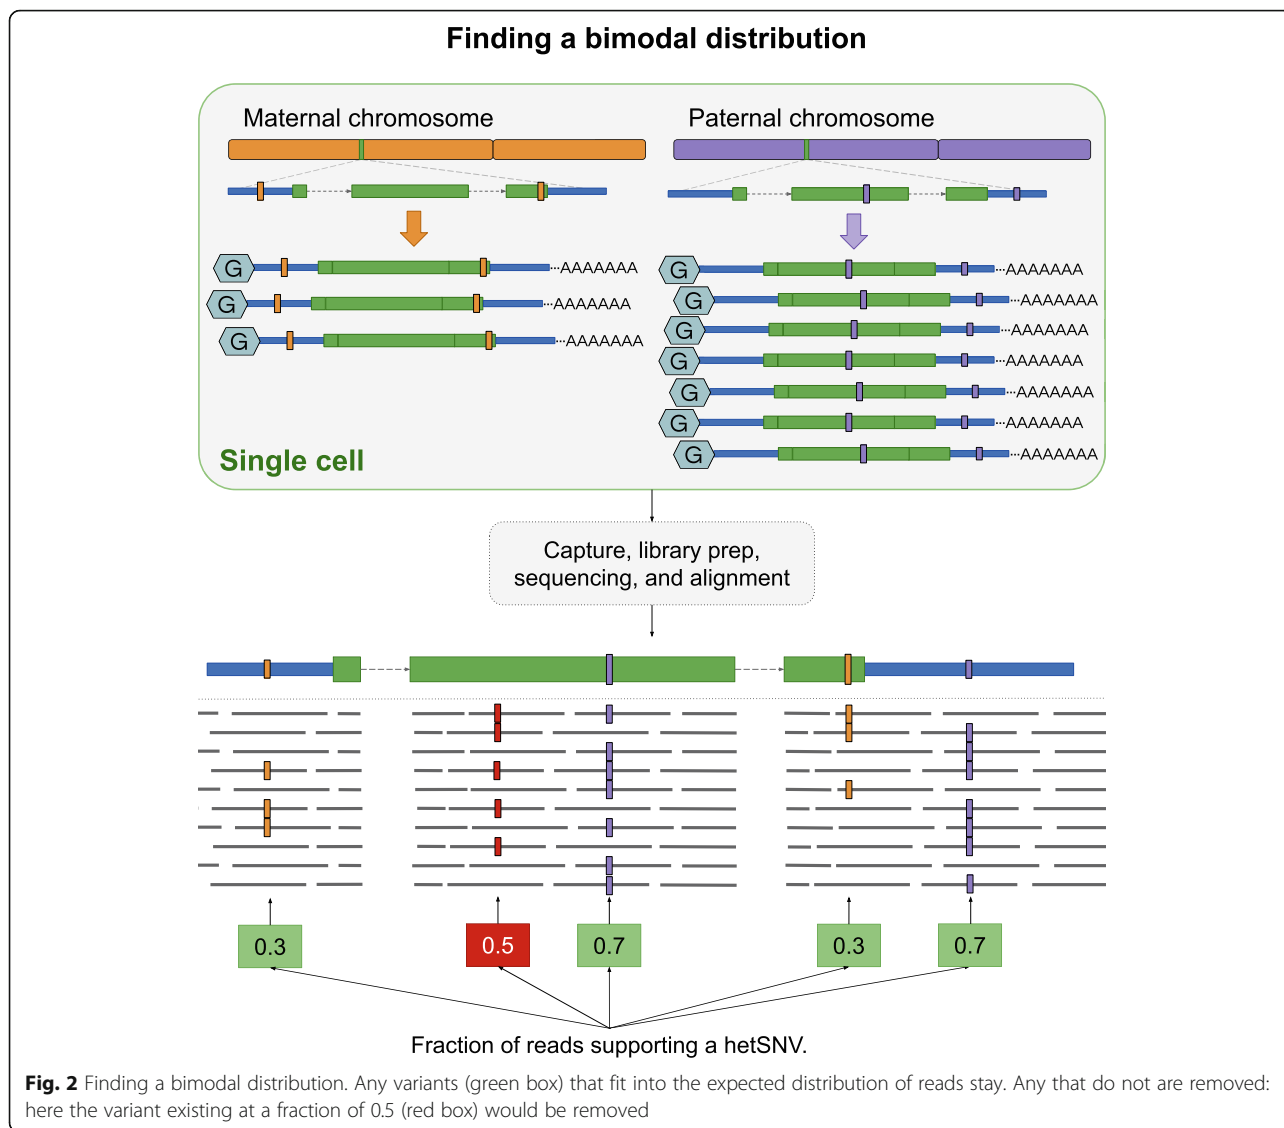 Finding a bimodal distribution
Maternal chromosome
Paternal chromosome
G ···AAAAAAA
G ···AAAAAAA
G ···AAAAAAA
G ···AAAAAAA
G ···AAAAAAA
G ···AAAAAAA
G ···AAAAAAA
G ···AAAAAAA
G ···AAAAAAA
G ···AAAAAAA
Single cell
Capture, library prep,
sequencing, and alignment
0.3 0.5 0.7 0.3 0.7
Fraction of reads supporting a hetSNV.
Fig. 2 Finding a bimodal distribution. Any variants (green box) that fit into the expected distribution of reads stay. Any that do not are removed:
here the variant existing at a fraction of 0.5 (red box) would be removed